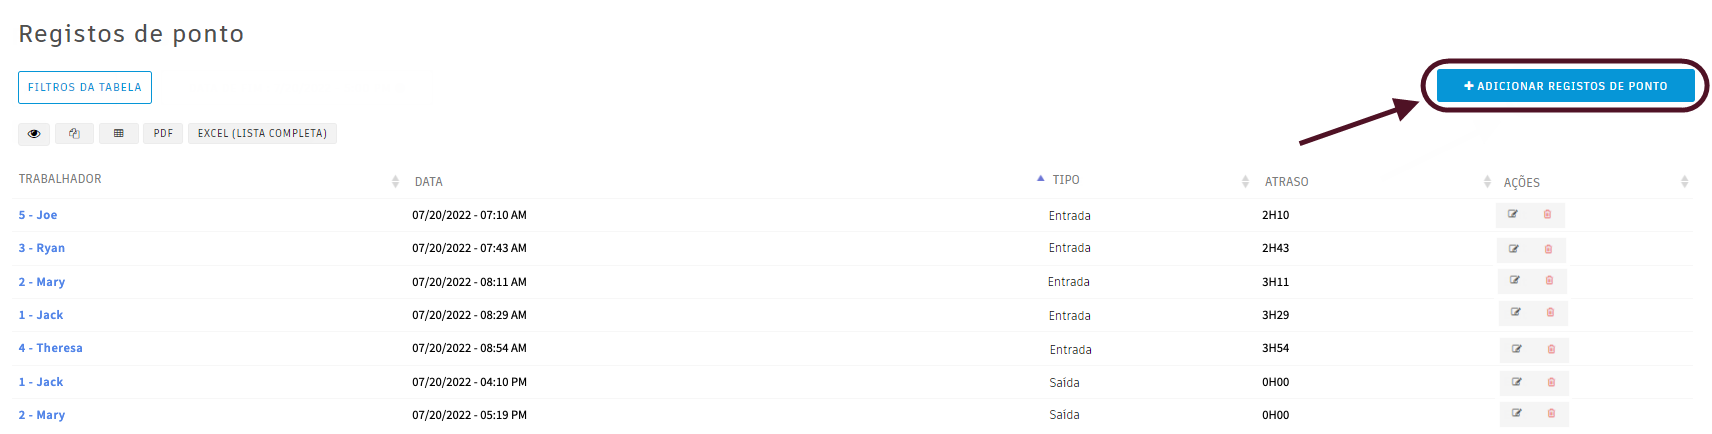 Registos de ponto
FILTROS DA TABELA
ADICIONAR REGISTOS DE PONTO
PDF EXCEL (LISTA COMPLETA)
TRABALHADOR DATA TIPO ATRASO AÇÕES
5 - Joe 07/20/2022 - 07:10 AM Entrada 2H10
3 - Ryan 07/20/2022 - 07:43 AM Entrada 2H43
2 - Mary 07/20/2022 - 08:11 AM Entrada 3H11
1 - Jack 07/20/2022 - 08:29 AM Entrada 3H29
4 - Theresa 07/20/2022 - 08:54 AM Entrada 3H54
1 - Jack 07/20/2022 - 04:10 PM Saída 0H00
2 - Mary 07/20/2022 - 05:19 PM Saída 0H00